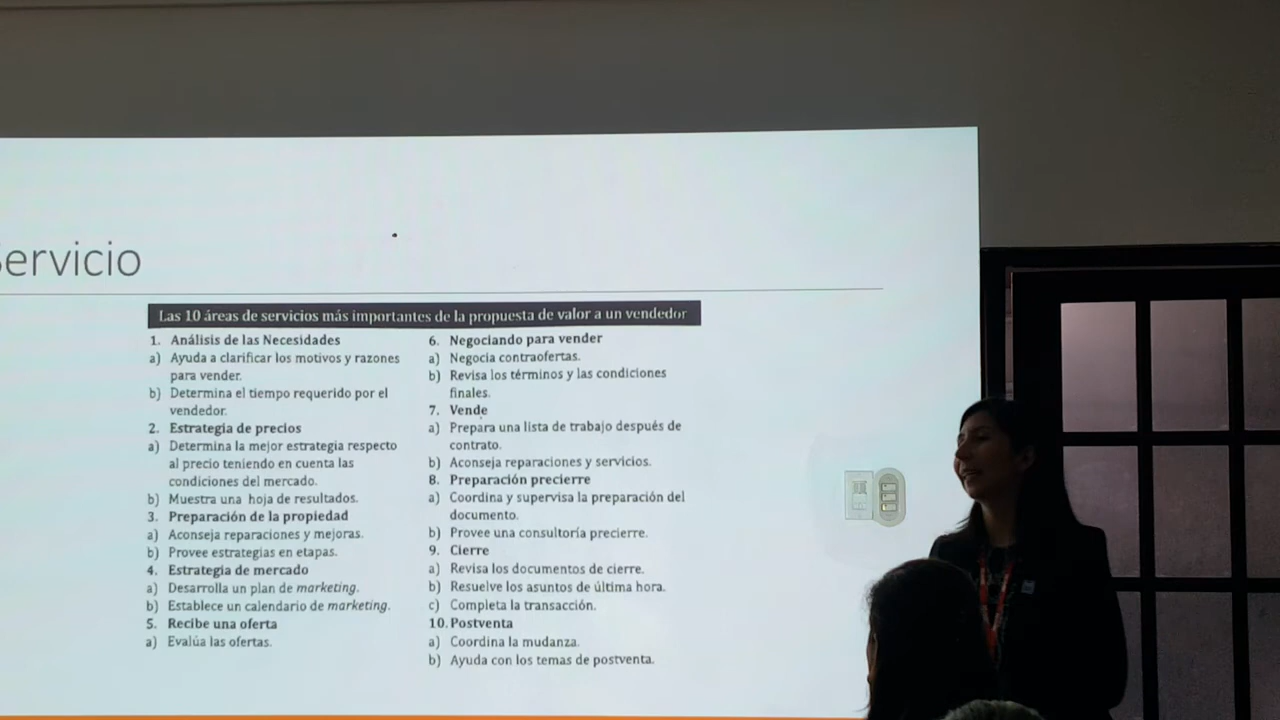 Servicio
Las 10 áreas de servicios más importantes de la propuesta de valor a un vendedor
1. Análisis de las Necesidades
a) Ayuda a clarificar los motivos y razones
para vender.
b) Determina el tiempo requerido por el
vendedor.
2. Estrategia de precios
a) Determina la mejor estrategia respecto
al precio teniendo en cuenta las
condiciones del mercado.
b) Muestra una hoja de resultados.
3. Preparación de la propiedad
a) Aconseja reparaciones y mejoras.
b) Provee estrategias en etapas.
4. Estrategia de mercado
a) Desarrolla un plan de marketing.
b) Establece un calendario de marketing.
5. Recibe una oferta
a) Evalúa las ofertas.
6. Negociando para vender
a) Negocia contraofertas.
b) Revisa los términos y las condiciones
finales.
7. Vende
a) Prepara una lista de trabajo después de
contrato.
b) Aconseja reparaciones y servicios.
8. Preparación precierre
a) Coordina y supervisa la preparación del
documento.
b) Provee una consultoría precierre.
9. Cierre
a) Revisa los documentos de cierre.
b) Resuelve los asuntos de última hora.
c) Completa la transacción.
10. Postventa
a) Coordina la mudanza.
b) Ayuda con los temas de postventa.